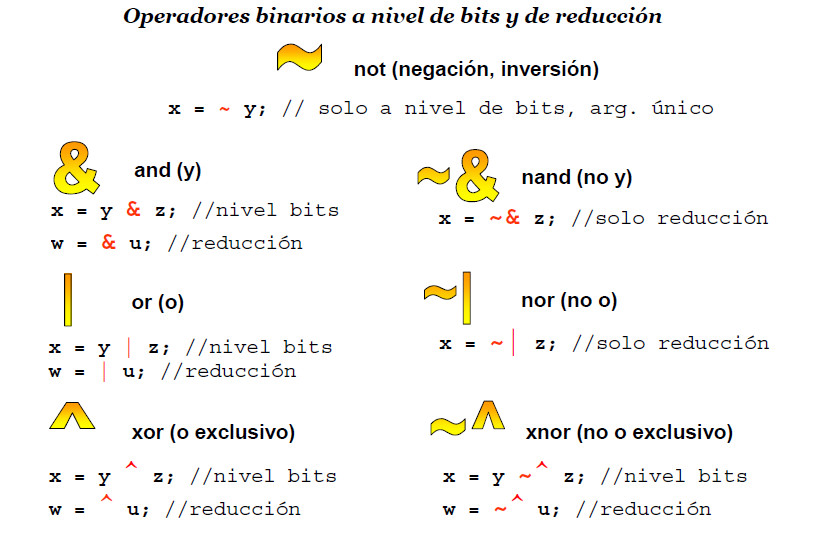 Operadores binarios a nivel de bits y de reducción
~ not (negación, inversión)
x = ~ y; // solo a nivel de bits, arg. único
& and (y)
x = y & z; //nivel bits
w = & u; //reducción
~& nand (no y)
x = ~& z; //solo reducción
| or (o)
x = y | z; //nivel bits
w = | u; //reducción
~| nor (no o)
x = ~| z; //solo reducción
^ xor (o exclusivo)
x = y ^ z; //nivel bits
w = ^ u; //reducción
~^ xnor (no o exclusivo)
x = y ~^ z; //nivel bits
w = ~^ u; //reducción